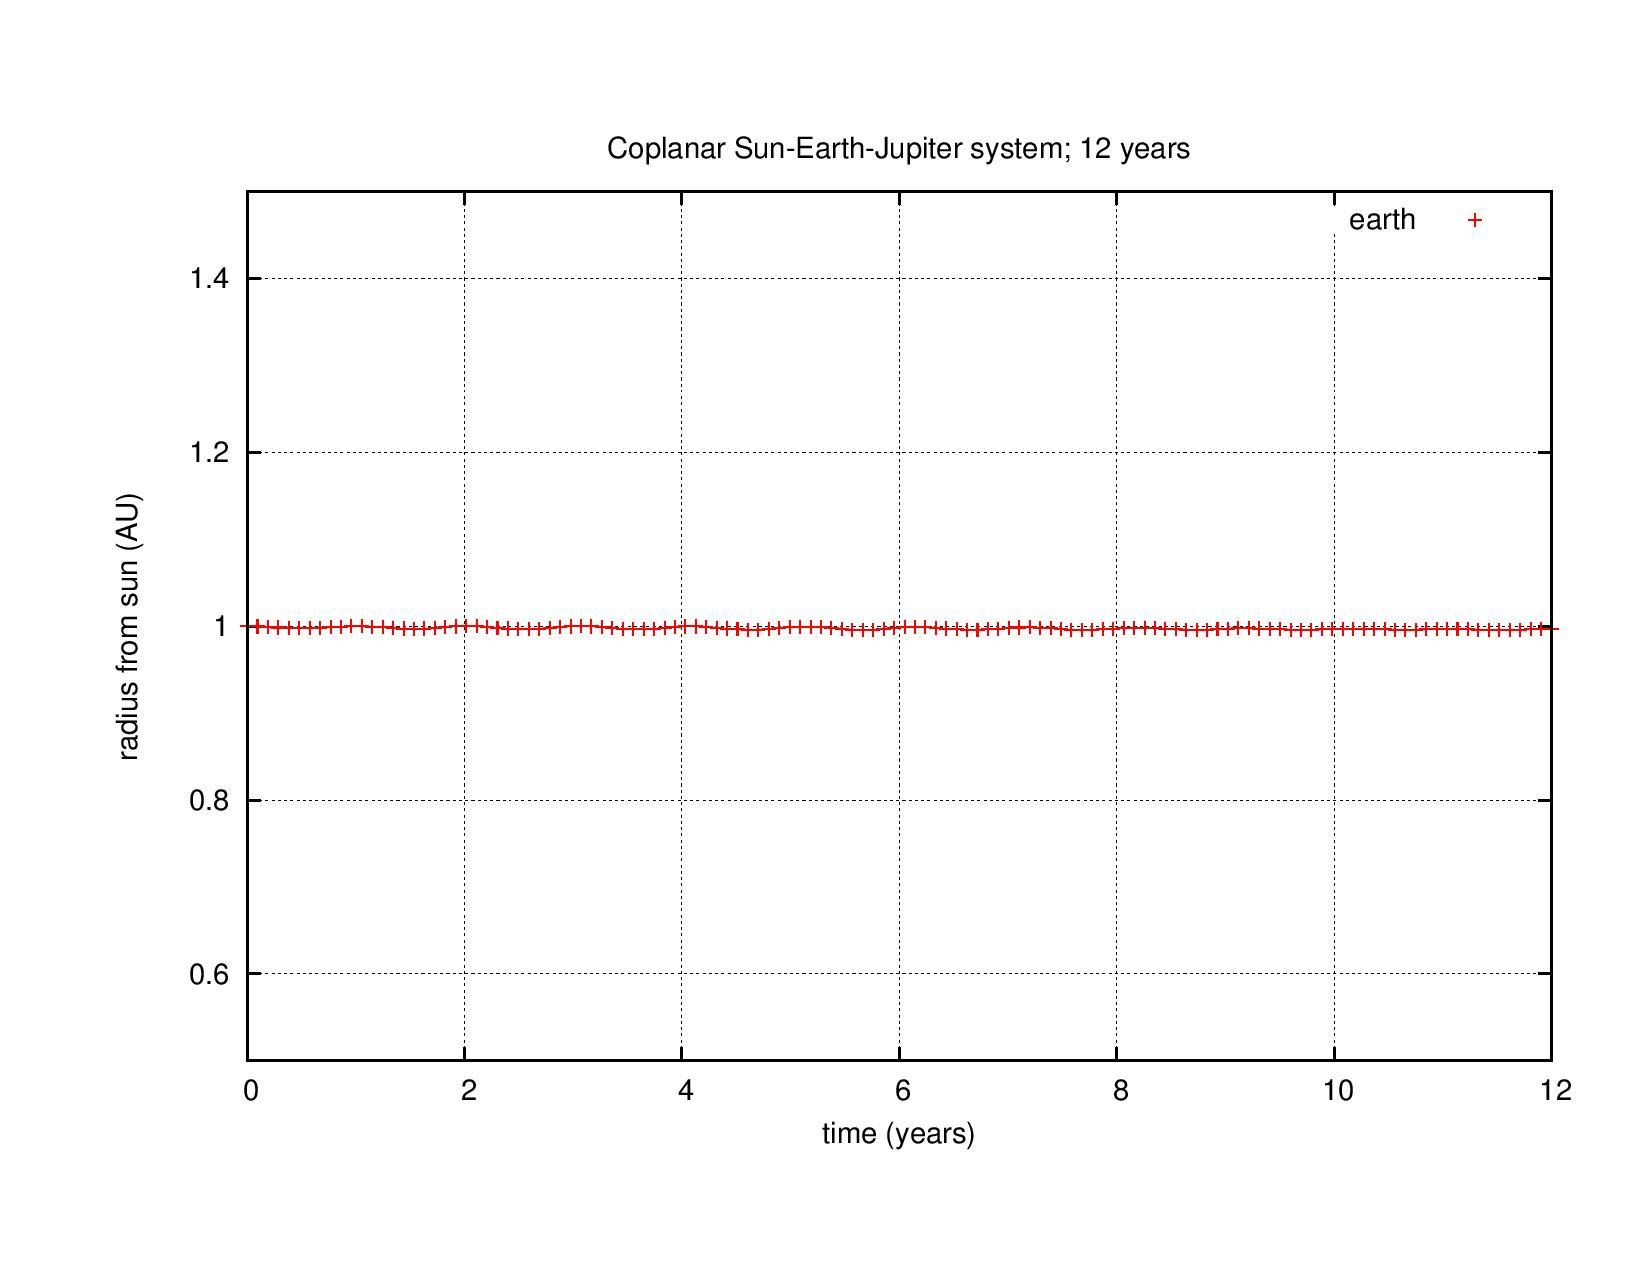 Coplanar Sun-Earth-Jupiter system; 12 years
earth
1.4
1.2
1
0.8
0.6
radius from sun (AU)
0 2 4 6 8 10 12
time (years)